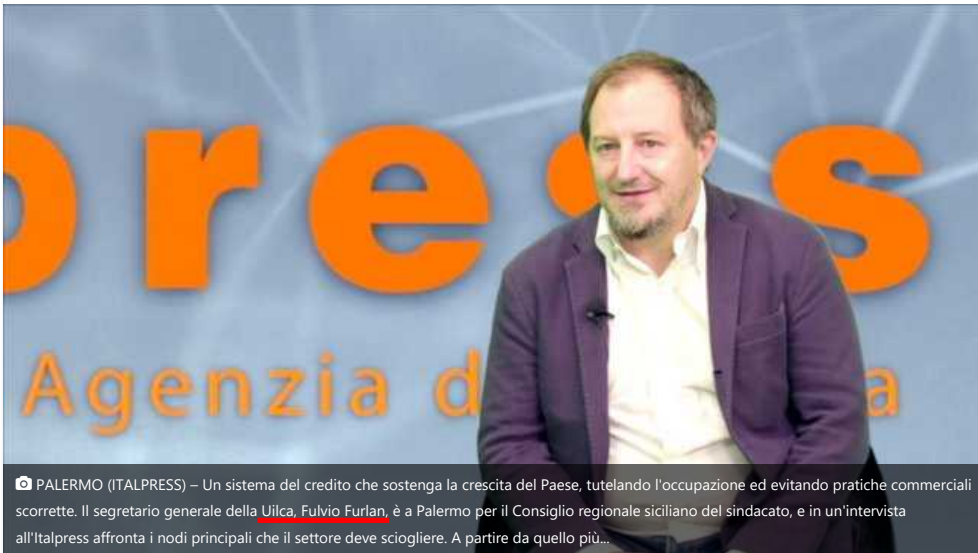 press
Agenzia d a
PALERMO (ITALPRESS) – Un sistema del credito che sostenga la crescita del Paese, tutelando l'occupazione ed evitando pratiche commerciali
scorrette. Il segretario generale della Uilca, Fulvio Furlan, è a Palermo per il Consiglio regionale siciliano del sindacato, e in un'intervista
all'Italpress affronta i nodi principali che il settore deve sciogliere. A partire da quello più...